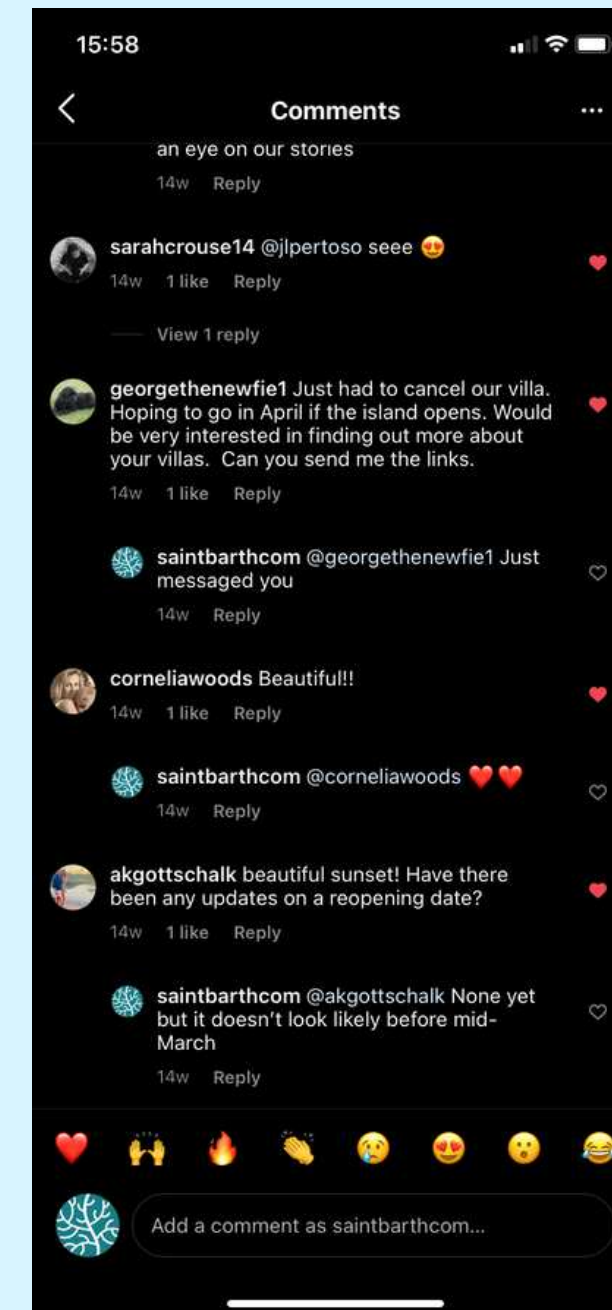 15:58
Comments
an eye on our stories
14w Reply
sarahcrouse14 @jlpertoso seee 😍
14w 1 like Reply
View 1 reply
georgethenewfie1 Just had to cancel our villa.
Hoping to go in April if the island opens. Would
be very interested in finding out more about
your villas. Can you send me the links.
14w 1 like Reply
saintbarthcom @georgethenewfie1 Just
messaged you
14w Reply
corneliawoods Beautiful!!
14w 1 like Reply
saintbarthcom @corneliawoods ❤️❤️
14w Reply
akgottschalk beautiful sunset! Have there
been any updates on a reopening date?
14w 1 like Reply
saintbarthcom @akgottschalk None yet
but it doesn't look likely before mid-
March
14w Reply
❤️ 🙌 🔥 👏 😢 😍 😮 😂
Add a comment as saintbarthcom...